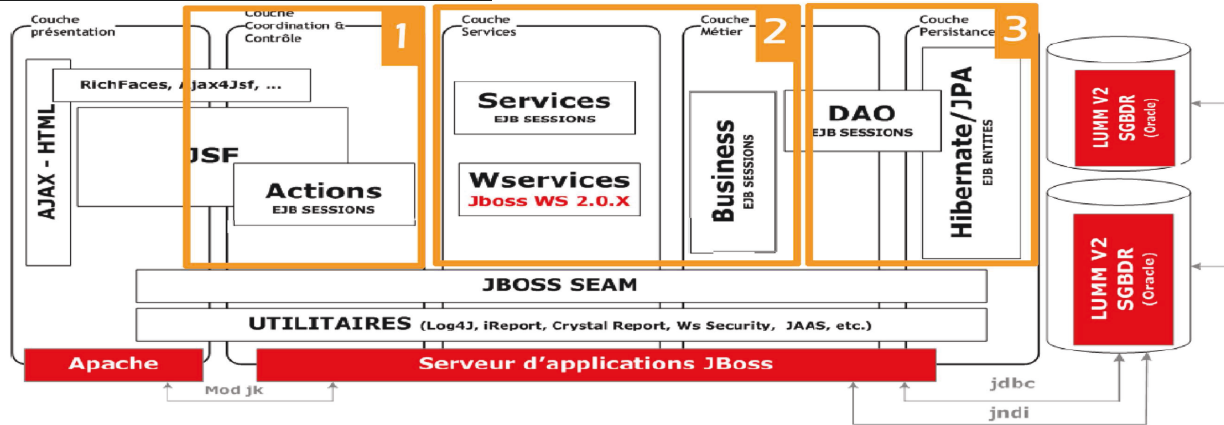 Couche
présentation
Couche
Coordination &
Contrôle
1
Couche
Services
Couche
Métier
2
Couche
Persistance
3
AJAX - HTML
RichFaces, Ajax4Jsf, ...
JSF
Actions
EJB SESSIONS
Services
EJB SESSIONS
Wservices
Jboss WS 2.0.X
Business
EJB SESSIONS
DAO
EJB SESSIONS
Hibernate/JPA
EJB ENTITES
LUMM V2
SGBDR
(Oracle)
LUMM V2
SGBDR
(Oracle)
JBOSS SEAM
UTILITAIRES (Log4J, iReport, Crystal Report, Ws Security, JAAS, etc.)
Apache
Serveur d'applications JBoss
Mod jk
jdbc
jndi